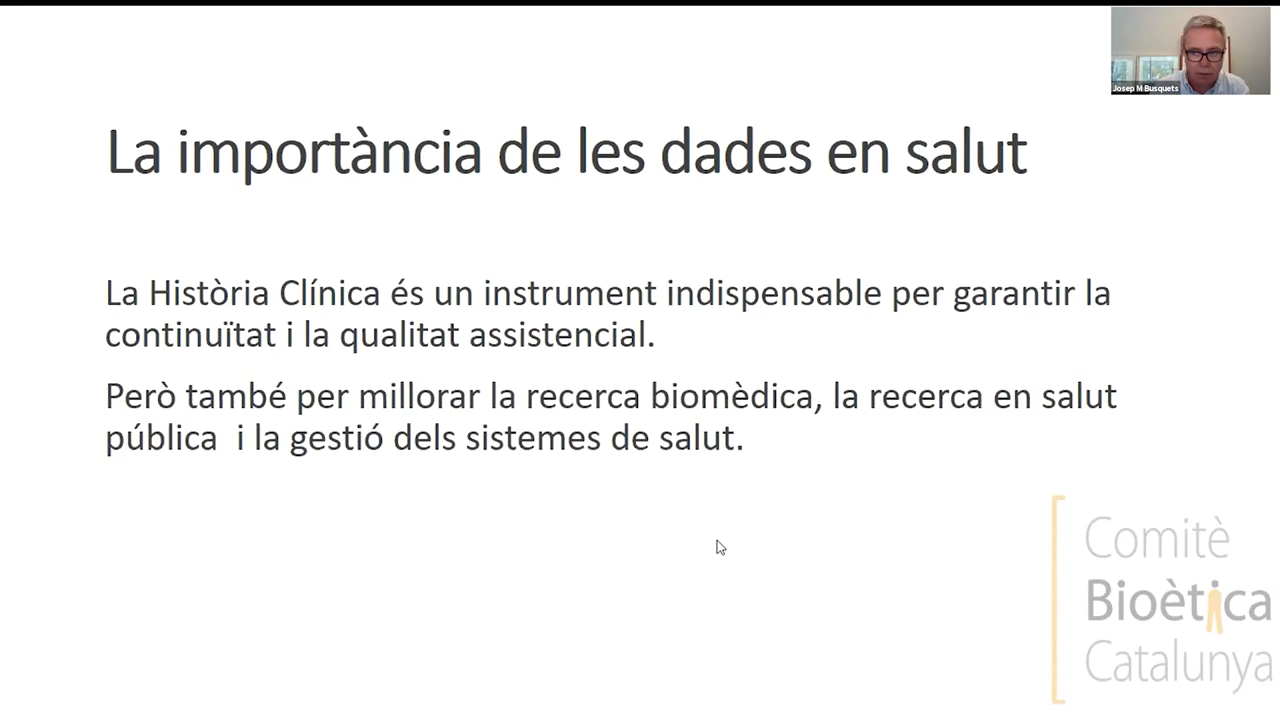 Josep M Busquets
La importància de les dades en salut
La Història Clínica és un instrument indispensable per garantir la
continuïtat i la qualitat assistencial.
Però també per millorar la recerca biomèdica, la recerca en salut
pública  i la gestió dels sistemes de salut.
Comitè
Bioètica
Catalunya